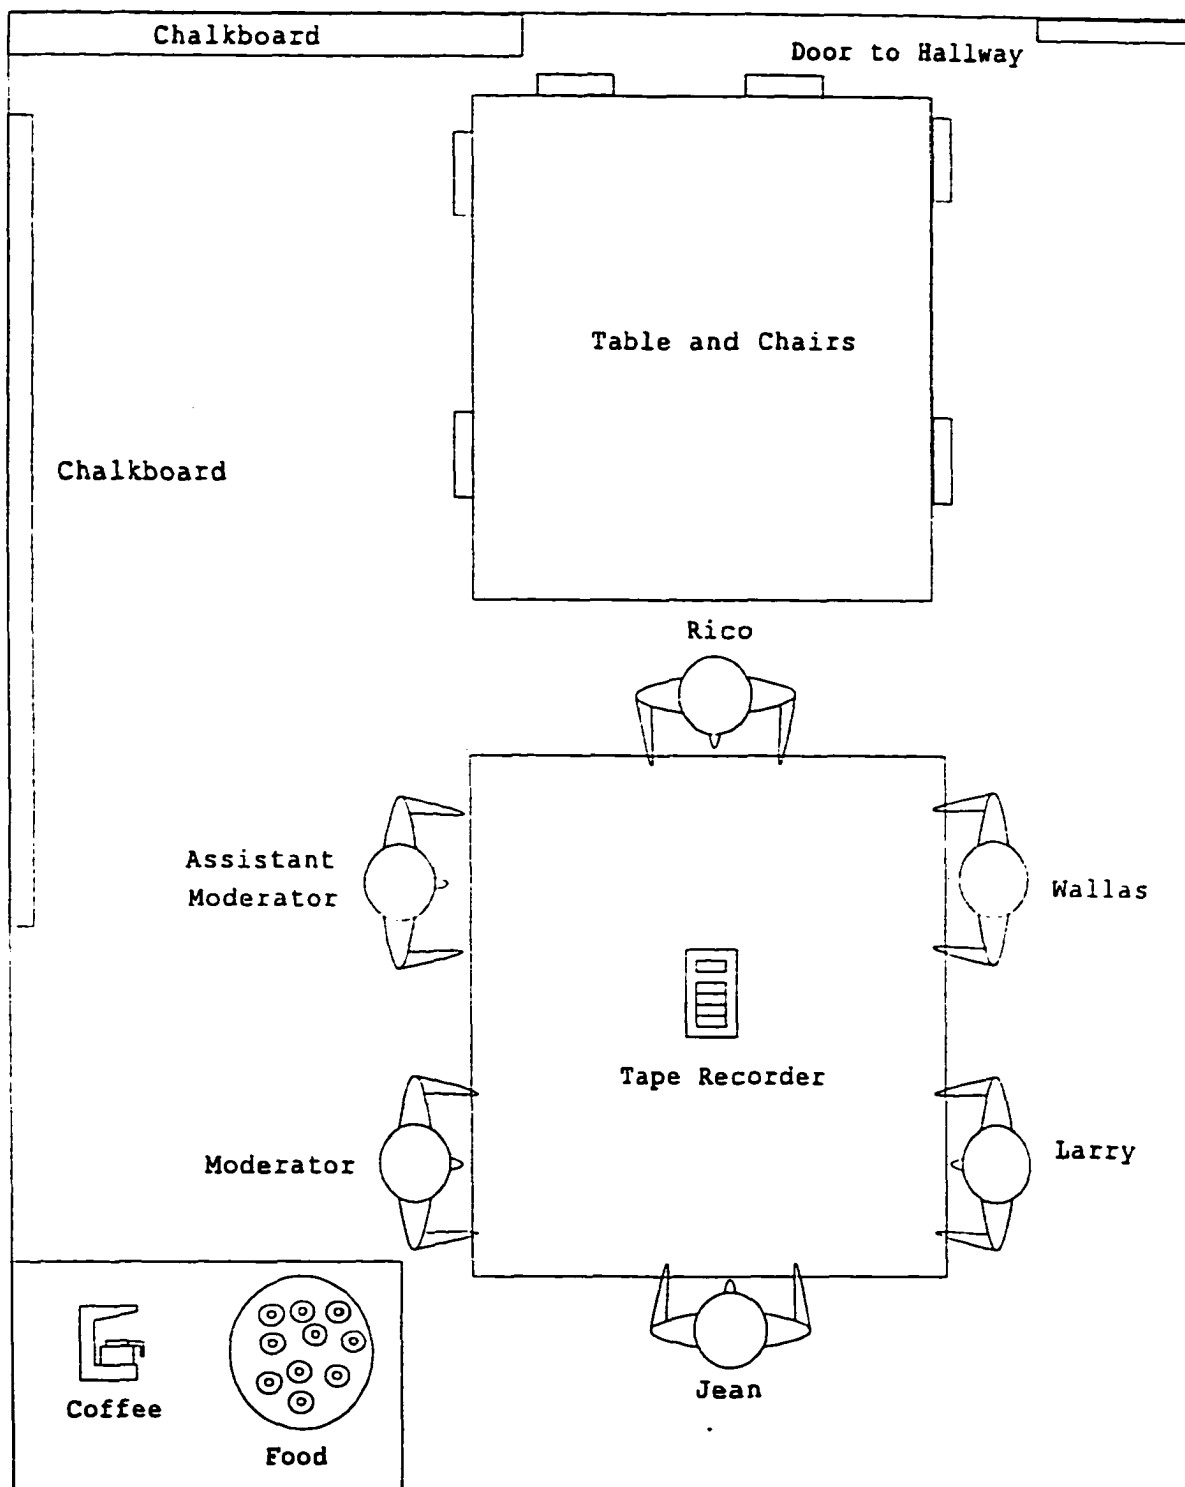 Chalkboard
Door to Hallway
Table and Chairs
Chalkboard
Rico
Assistant
Moderator
Wallas
Tape Recorder
Moderator
Larry
Jean
Coffee
Food